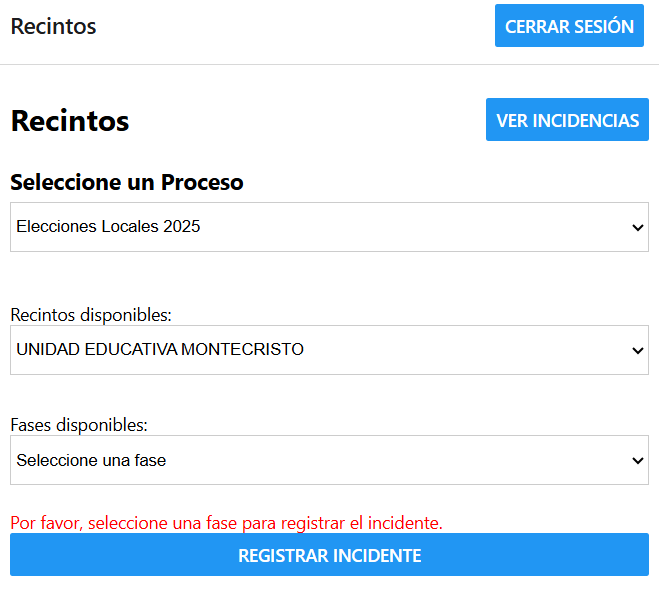 Recintos
CERRAR SESIÓN
Recintos
VER INCIDENCIAS
Seleccione un Proceso
Elecciones Locales 2025
Recintos disponibles:
UNIDAD EDUCATIVA MONTECRISTO
Fases disponibles:
Seleccione una fase
Por favor, seleccione una fase para registrar el incidente.
REGISTRAR INCIDENTE